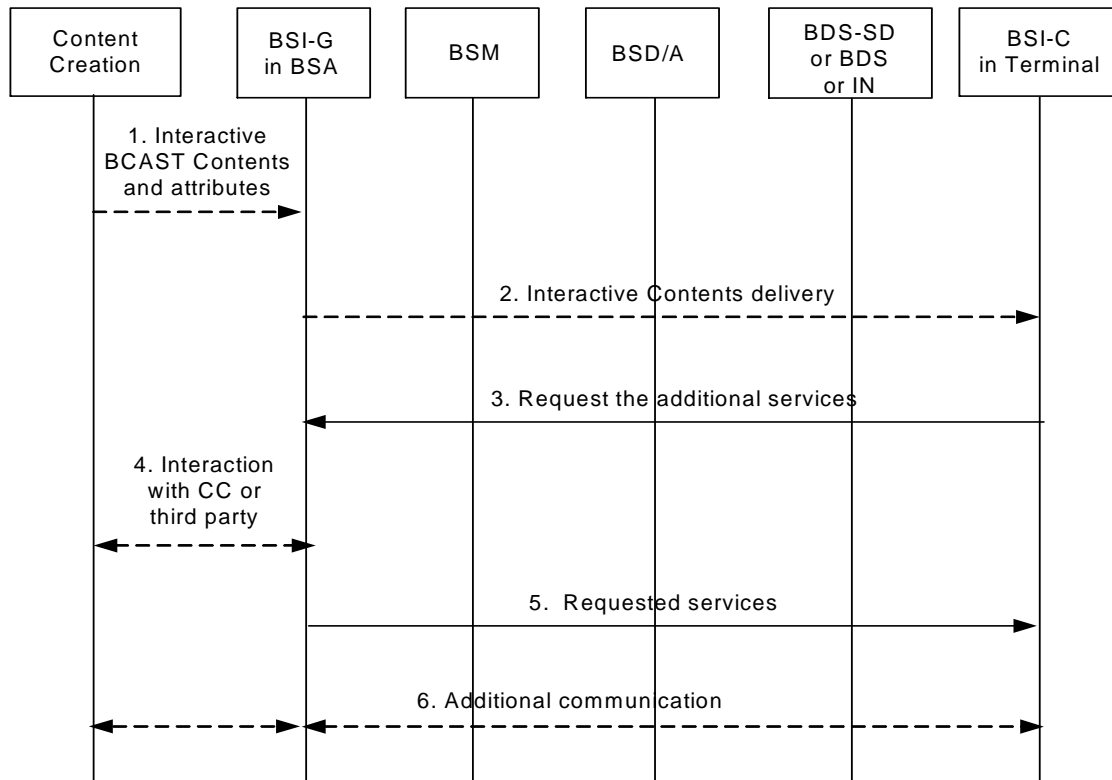 Content
Creation
BSI-G
in BSA
BSM
BSD/A
BDS-SD
or BDS
or IN
BSI-C
in Terminal
1. Interactive
BCAST Contents
and attributes
2. Interactive Contents delivery
3. Request the additional services
4. Interaction
with CC or
third party
5. Requested services
6. Additional communication